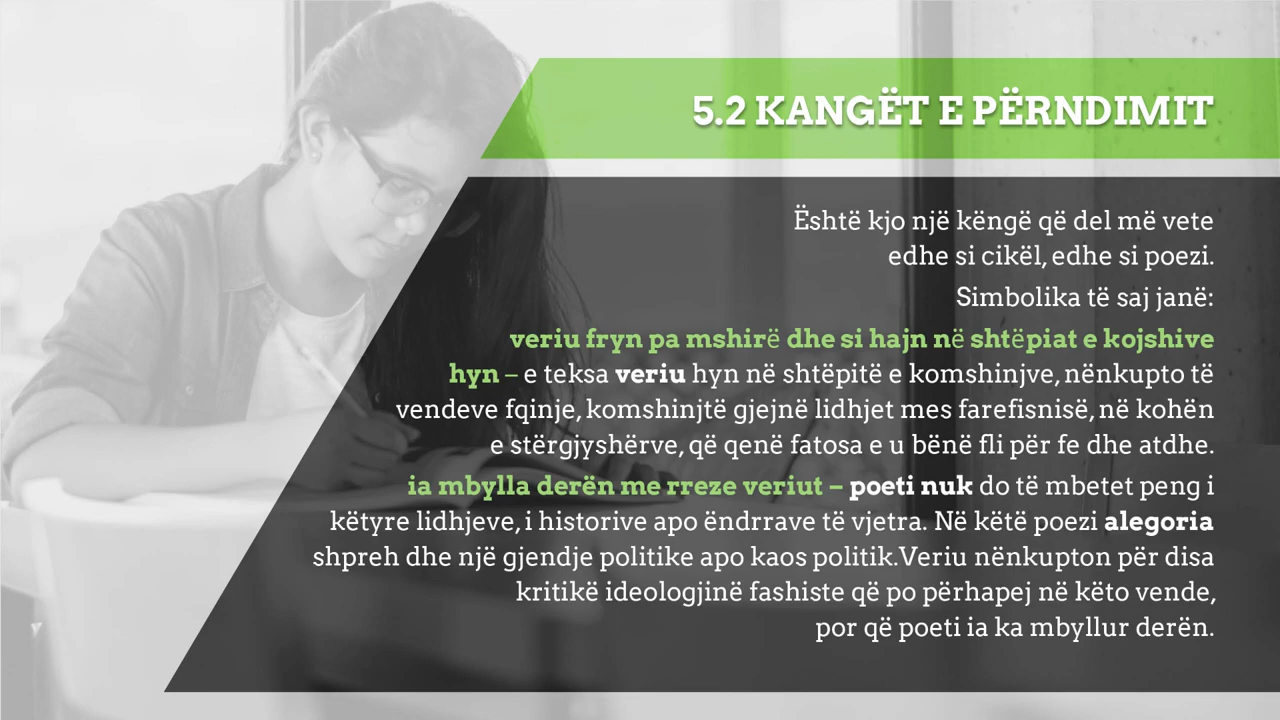 5.2 KANGËT E PËRNDIMIT
Është kjo një këngë që del më vete
edhe si cikël, edhe si poezi.
Simbolika të saj janë:
veriu fryn pa mshirë dhe si hajn në shtëpiat e kojshive
hyn – e teksa veriu hyn në shtëpitë e komshinjve, nënkupto të
vendeve fqinje, komshinjtë gjejnë lidhjet mes farefisnisë, në kohën
e stërgjyshërve, që qenë fatosa e u bënë fli për fe dhe atdhe.
ia mbylla derën me rreze veriut – poeti nuk do të mbetet peng i
këtyre lidhjeve, i historive apo ëndrrave të vjetra. Në këtë poezi alegoria
shpreh dhe një gjendje politike apo kaos politik.Veriu nënkupton për disa
kritikë ideologjinë fashiste që po përhapej në këto vende,
por që poeti ia ka mbyllur derën.